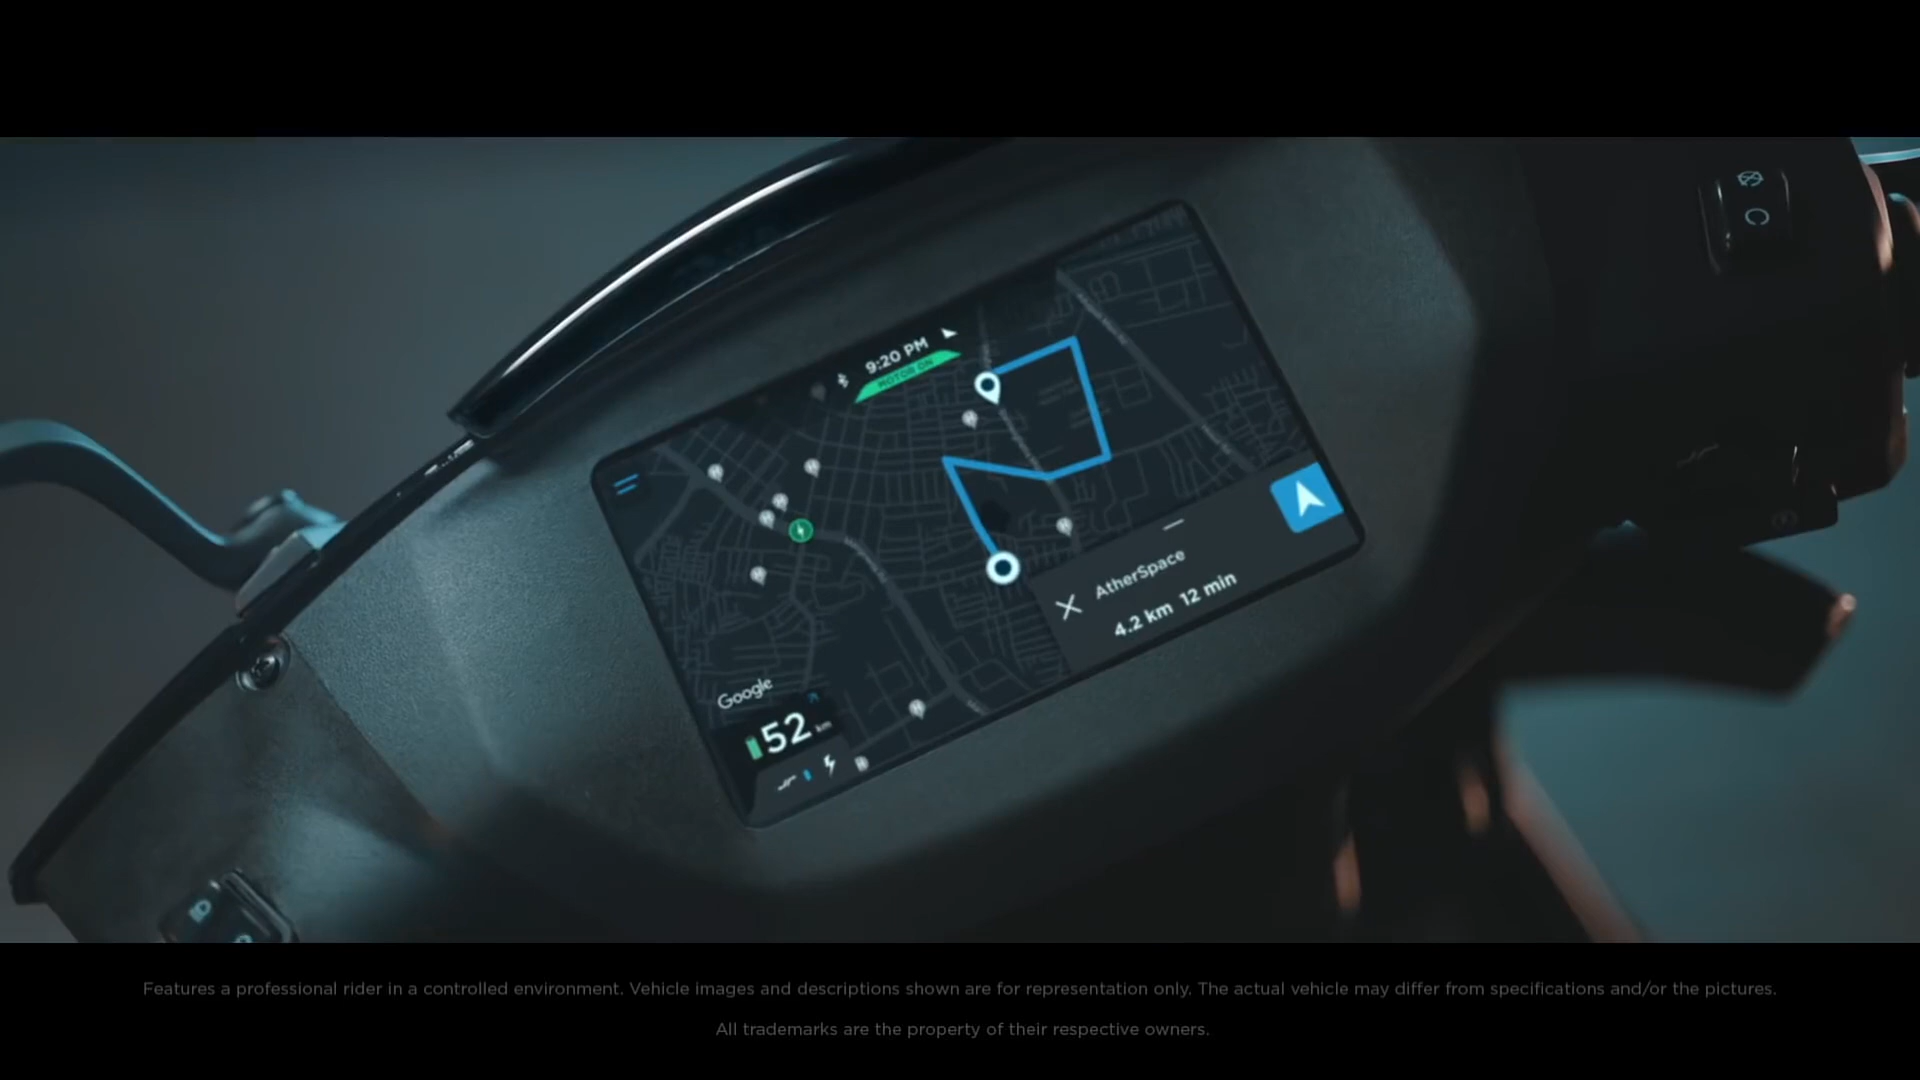 9:20 PM
MOTOR ON
AtherSpace
4.2 km 12 min
Google
52 km
Features a professional rider in a controlled environment. Vehicle images and descriptions shown are for representation only. The actual vehicle may differ from specifications and/or the pictures.
All trademarks are the property of their respective owners.